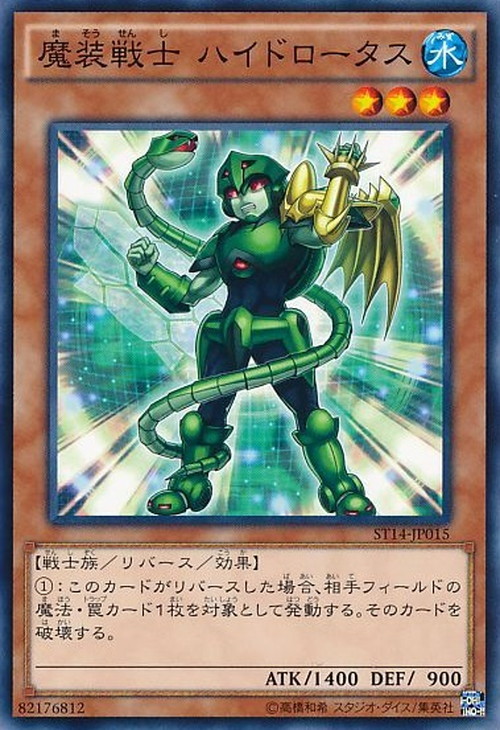 魔装戦士 ハイドロータス
水
ST14-JP015
【戦士族／リバース／効果】
①：このカードがリバースした場合、相手フィールドの
魔法・罠カード1枚を対象として発動する。そのカードを
破壊する。
ATK/1400 DEF/ 900
82176812
©高橋和希 スタジオ・ダイス/集英社